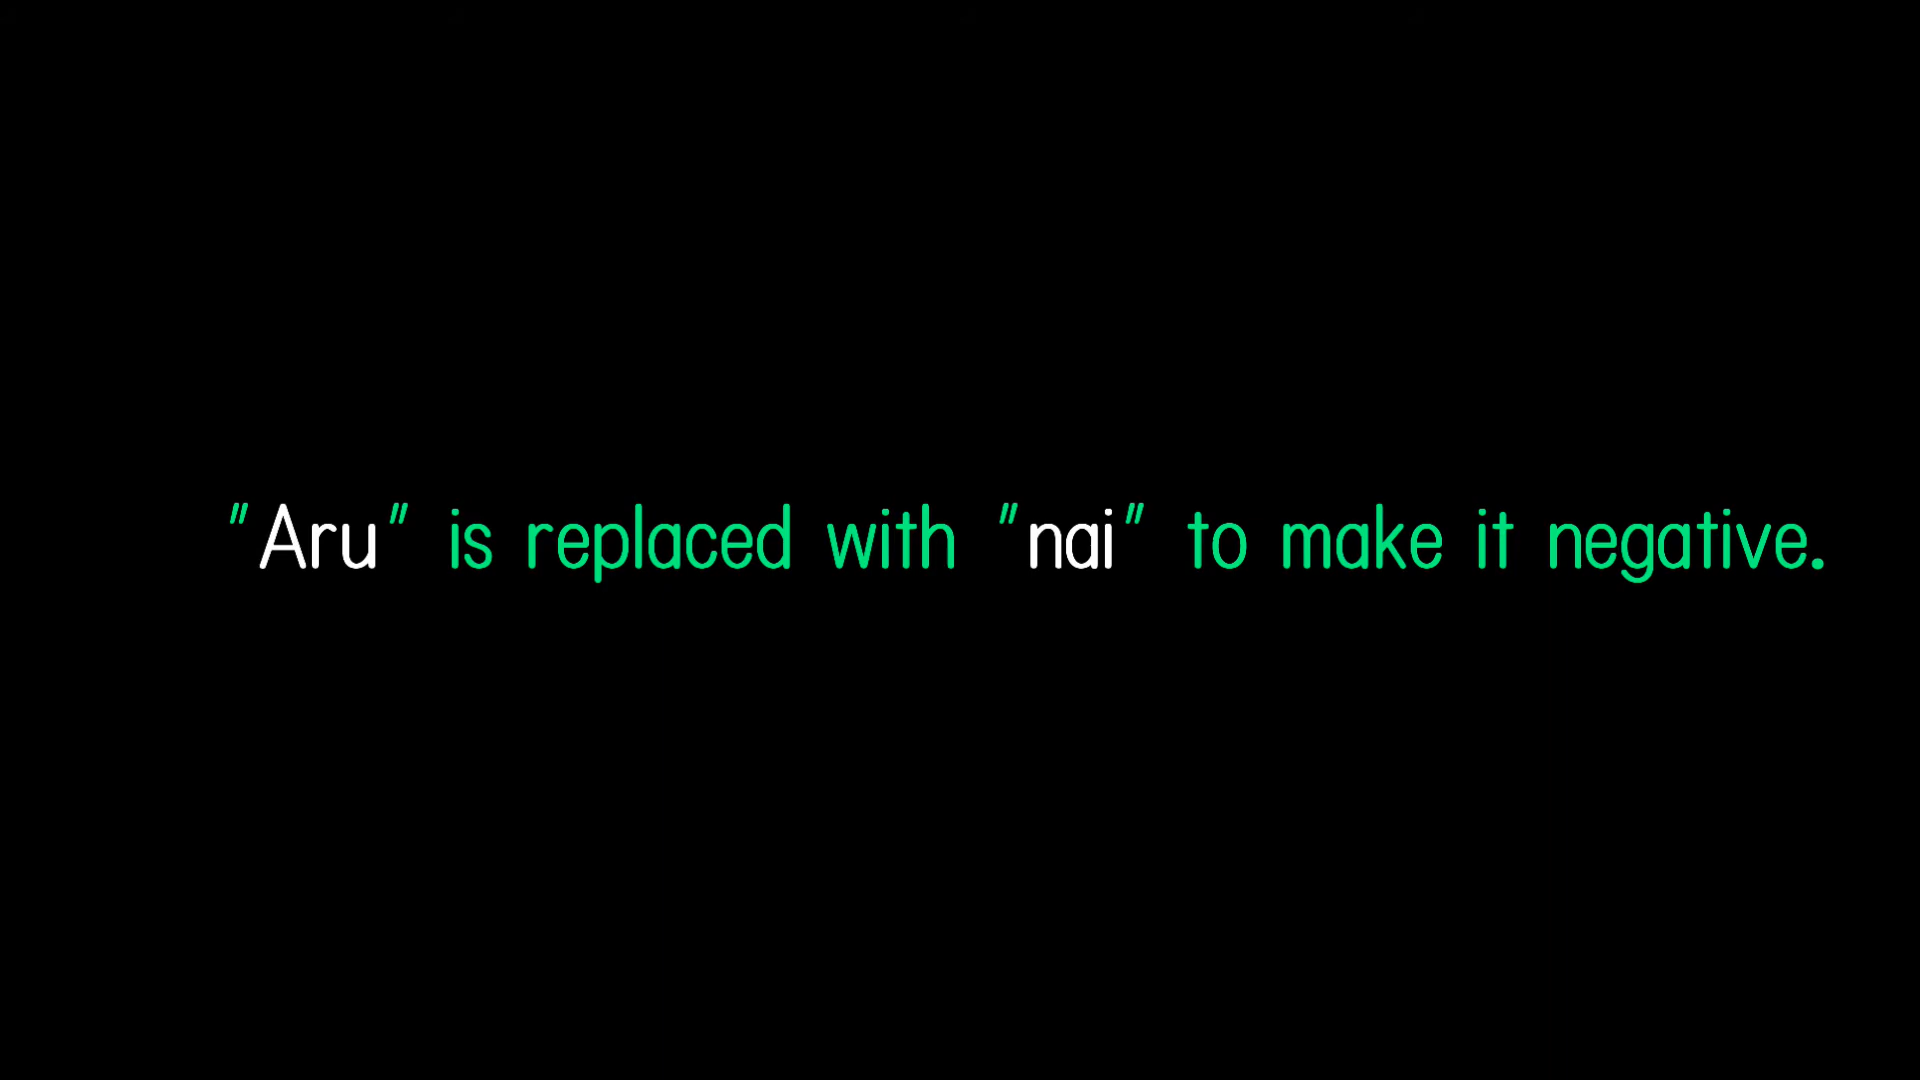 "Aru" is replaced with "nai" to make it negative.